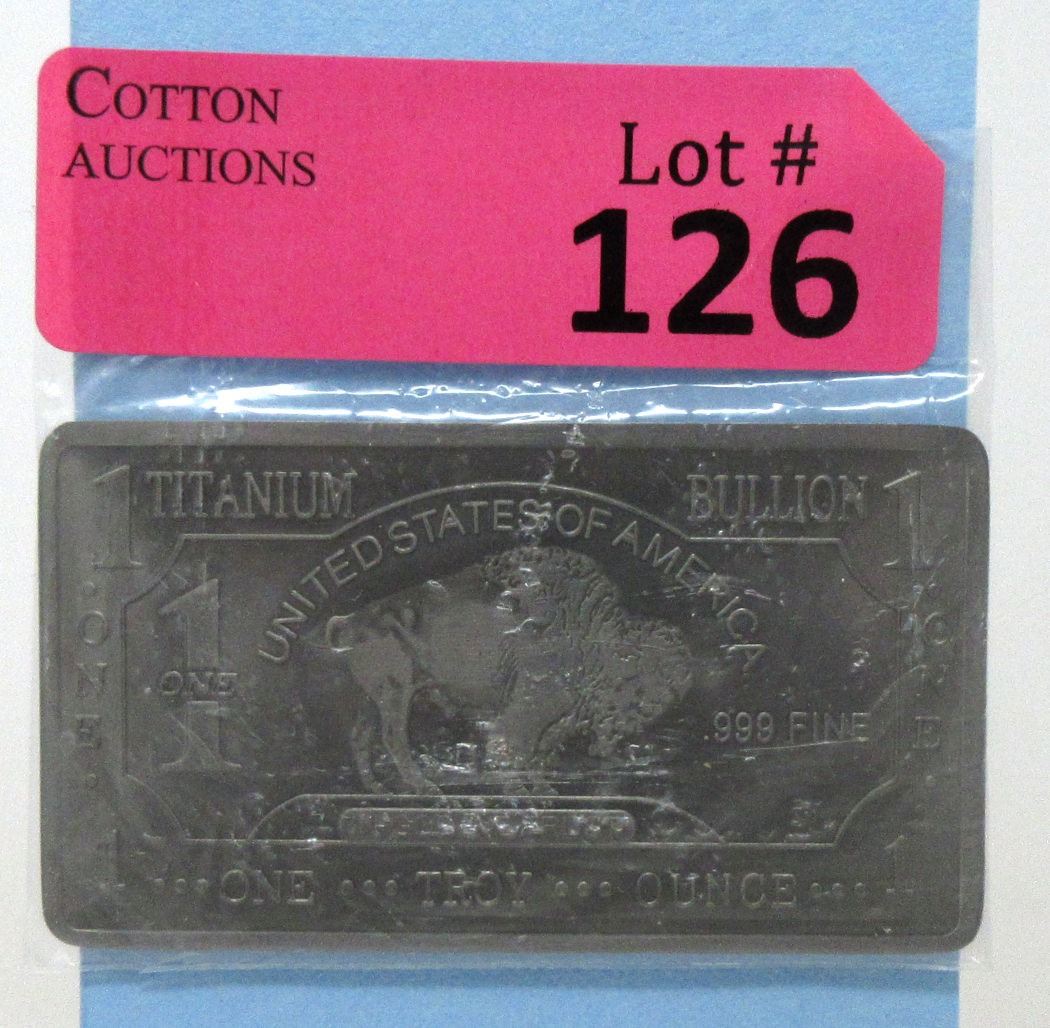 COTTON
AUCTIONS
Lot #
126
1 TITANIUM BULLION 1
UNITED STATES OF AMERICA
ONE
1
ONE
ONE
.999 FINE
1 ONE TROY OUNCE 1